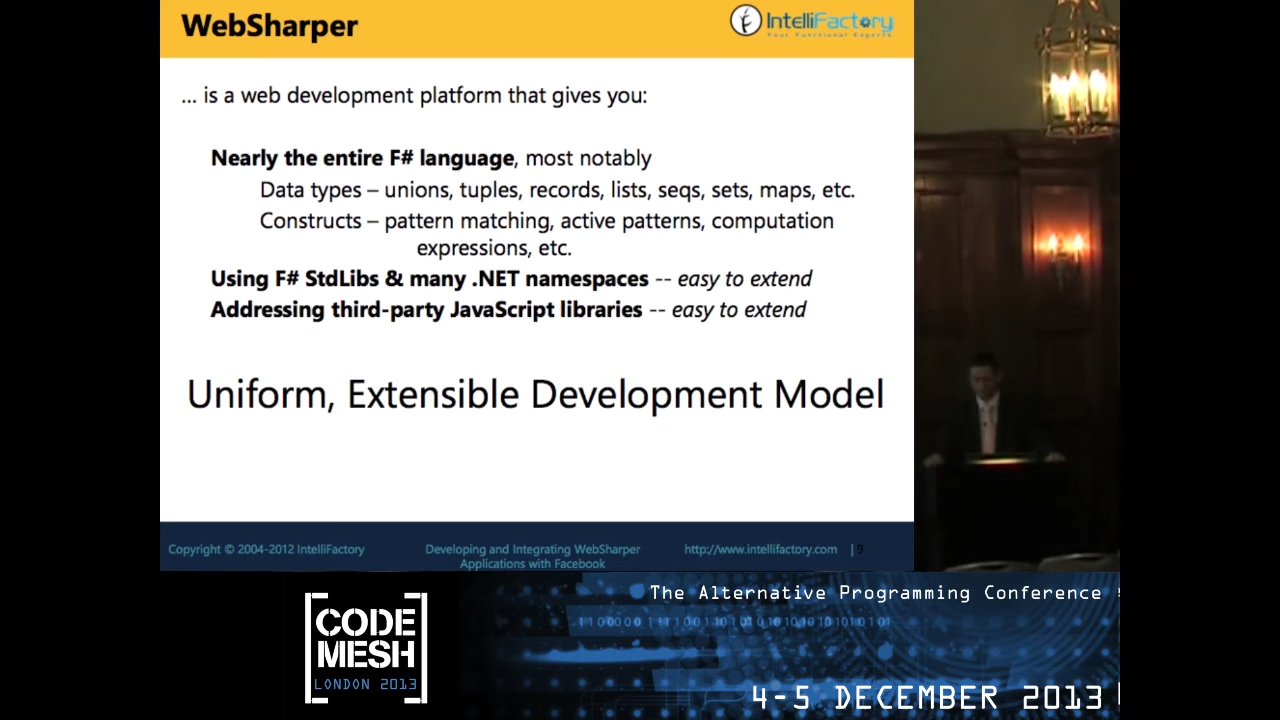 WebSharper
IntelliFactory
Your Functional Experts
... is a web development platform that gives you:
Nearly the entire F# language, most notably
Data types – unions, tuples, records, lists, seqs, sets, maps, etc.
Constructs – pattern matching, active patterns, computation
expressions, etc.
Using F# StdLibs & many .NET namespaces -- easy to extend
Addressing third-party JavaScript libraries -- easy to extend
Uniform, Extensible Development Model
Copyright © 2004-2012 IntelliFactory
Developing and Integrating WebSharper
Applications with Facebook
http://www.intellifactory.com | 9
The Alternative Programming Conference
CODE
MESH
LONDON 2013
4-5 DECEMBER 2013